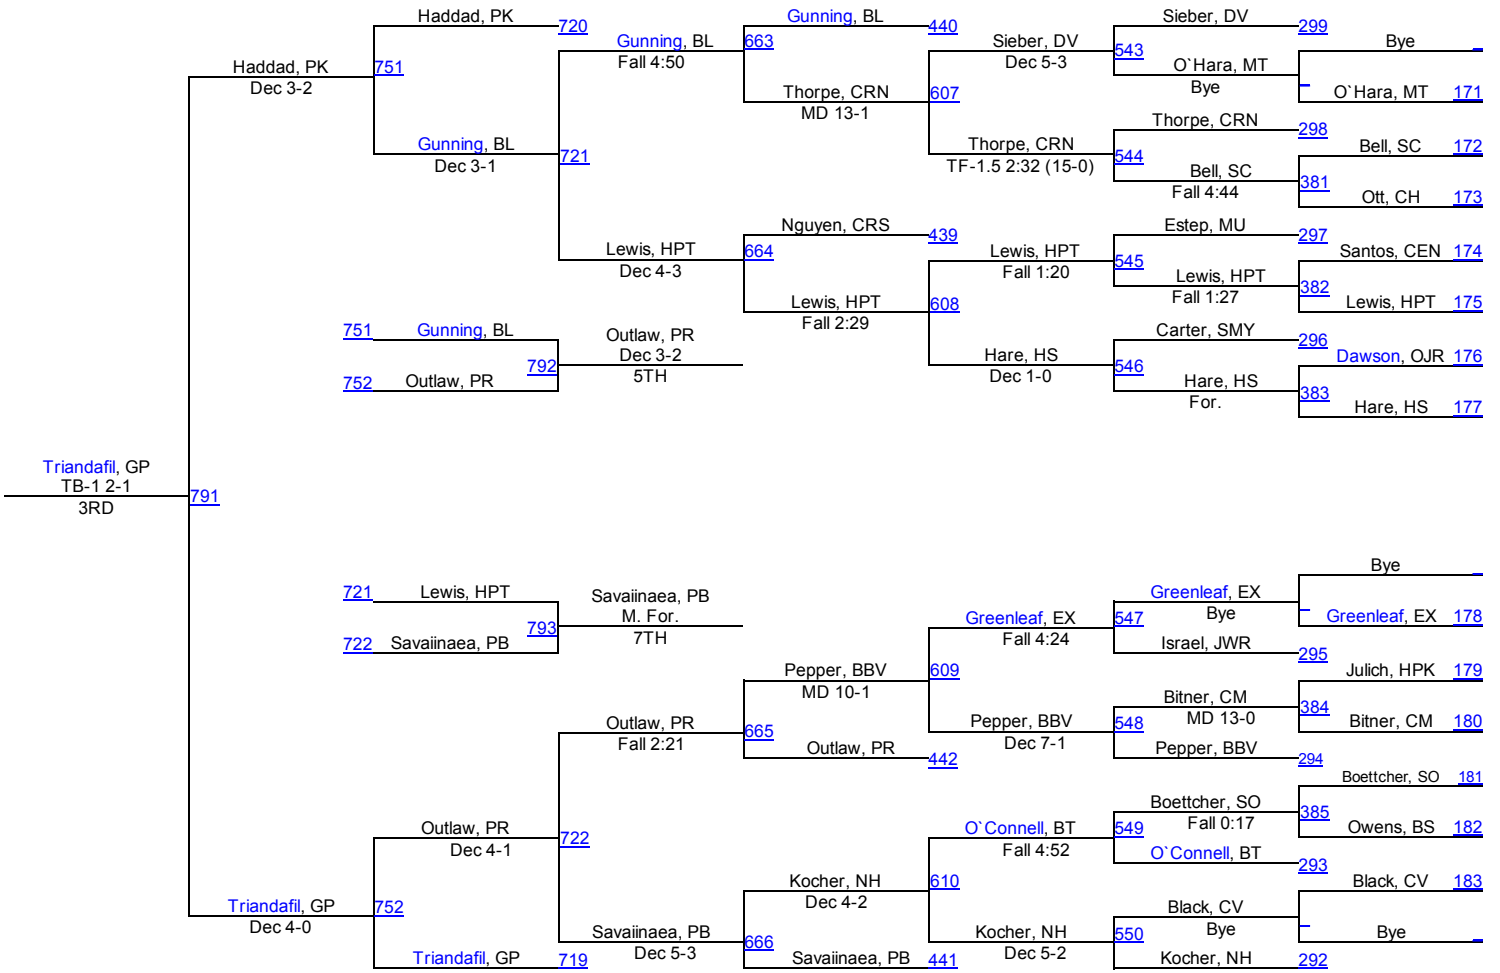 Haddad, PK 720
Gunning, BL 440
Sieber, DV 299
Gunning, BL 663
Fall 4:50
Sieber, DV 543
Dec 5-3
Bye
Haddad, PK 751
Dec 3-2
O`Hara, MT
Bye
Thorpe, CRN 607
MD 13-1
O`Hara, MT 171
Thorpe, CRN 298
Gunning, BL 721
Dec 3-1
Thorpe, CRN 544
TF-1.5 2:32 (15-0)
Bell, SC 172
Bell, SC 381
Fall 4:44
Ott, CH 173
Nguyen, CRS 439
Estep, MU 297
Lewis, HPT 664
Dec 4-3
Lewis, HPT 545
Fall 1:20
Santos, CEN 174
Lewis, HPT 382
Fall 1:27
Lewis, HPT 608
Fall 2:29
Lewis, HPT 175
751 Gunning, BL
Outlaw, PR
Dec 3-2
792
5TH
752 Outlaw, PR
Carter, SMY 296
Hare, HS 546
Dec 1-0
Dawson, OJR 176
Hare, HS 383
For.
Hare, HS 177
Triandafil, GP
TB-1 2-1
791
3RD
Bye
721 Lewis, HPT
Savaiinaea, PB
M. For.
793
7TH
722 Savaiinaea, PB
Greenleaf, EX
Bye
Greenleaf, EX 547
Fall 4:24
Greenleaf, EX 178
Israel, JWR 295
Pepper, BBV 609
MD 10-1
Julich, HPK 179
Bitner, CM 384
MD 13-0
Outlaw, PR 665
Fall 2:21
Pepper, BBV 548
Dec 7-1
Bitner, CM 180
Outlaw, PR 442
Pepper, BBV 294
Boettcher, SO 181
Boettcher, SO 385
Fall 0:17
Outlaw, PR 722
Dec 4-1
O`Connell, BT 549
Fall 4:52
Owens, BS 182
O`Connell, BT 293
Kocher, NH 610
Dec 4-2
Black, CV 183
Triandafil, GP 752
Dec 4-0
Black, CV
Bye
Savaiinaea, PB 666
Dec 5-3
Kocher, NH 550
Dec 5-2
Bye
Triandafil, GP 719
Savaiinaea, PB 441
Kocher, NH 292